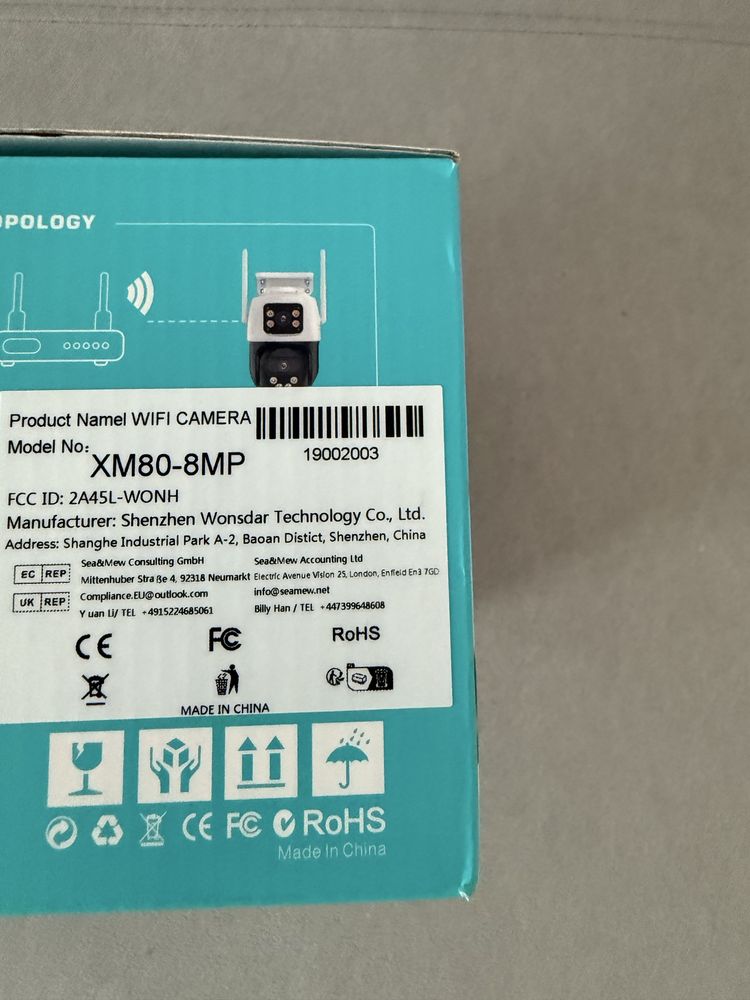 OPOLOGY
Product Namel WIFI CAMERA
Model No:
XM80-8MP
19002003
FCC ID: 2A45L-WONH
Manufacturer: Shenzhen Wonsdar Technology Co., Ltd.
Address: Shanghe Industrial Park A-2, Baoan Distict, Shenzhen, China
EC REP
Sea&Mew Consulting GmbH
Mittenhuber Stra ße 4, 92318 Neumarkt
Compliance.EU@outlook.com
Y uan Li/ TEL +4915224685061
UK REP
Sea&Mew Accounting Ltd
Electric Avenue Vision 25, London, Enfield En3 7GD
info@seamew.net
Billy Han / TEL +447399648608
CE
FC
RoHS
MADE IN CHINA
CE FC RoHS
Made In China